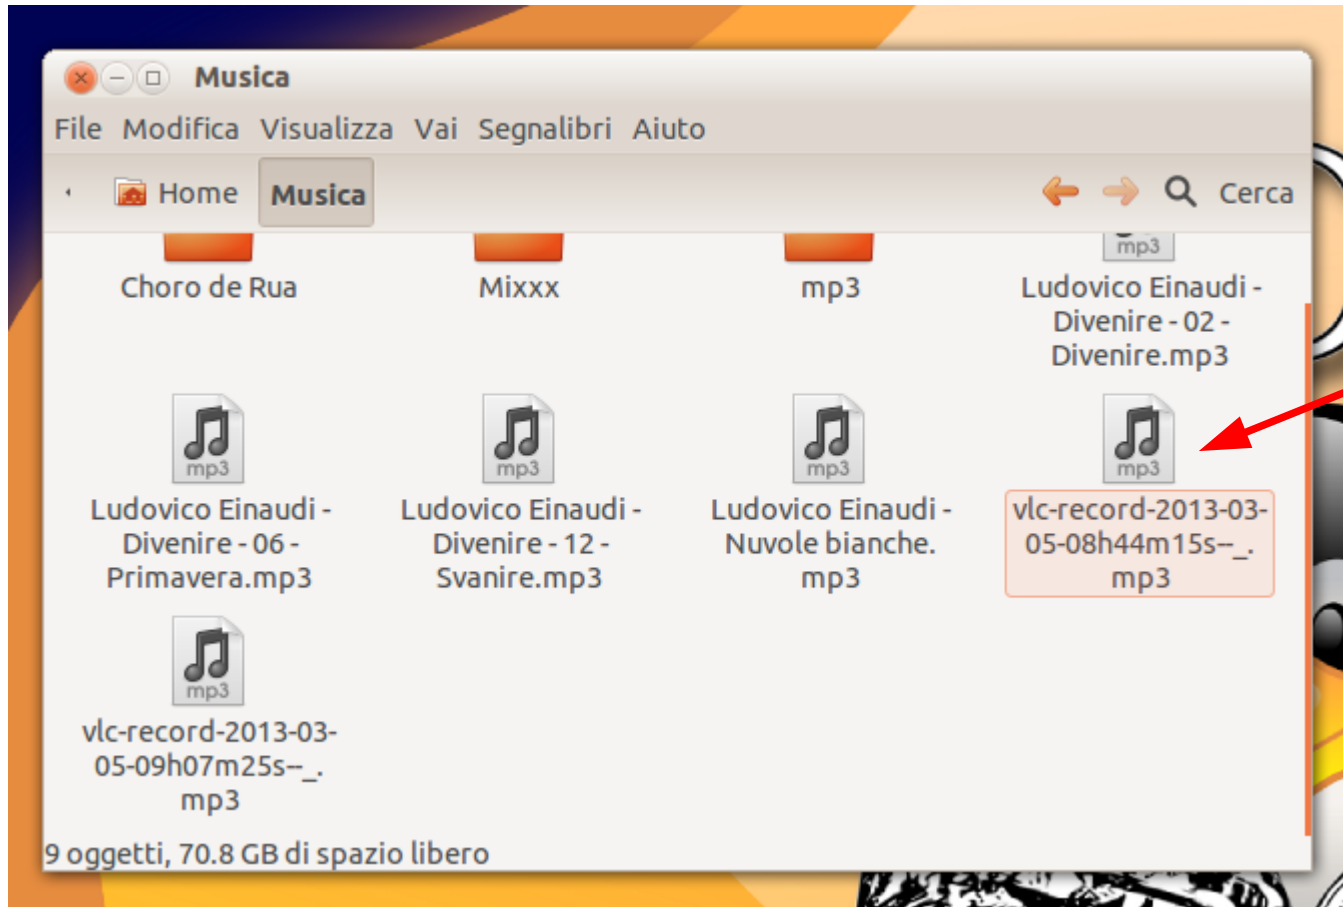 Musica
File Modifica Visualizza Vai Segnalibri Aiuto
Home Musica Cerca
Choro de Rua
Mixxx
mp3
mp3
Ludovico Einaudi -
Divenire - 02 -
Divenire.mp3
mp3
Ludovico Einaudi -
Divenire - 06 -
Primavera.mp3
mp3
Ludovico Einaudi -
Divenire - 12 -
Svanire.mp3
mp3
Ludovico Einaudi -
Nuvole bianche.
mp3
mp3
vlc-record-2013-03-
05-08h44m15s--_.
mp3
mp3
vlc-record-2013-03-
05-09h07m25s--_.
mp3
9 oggetti, 70.8 GB di spazio libero